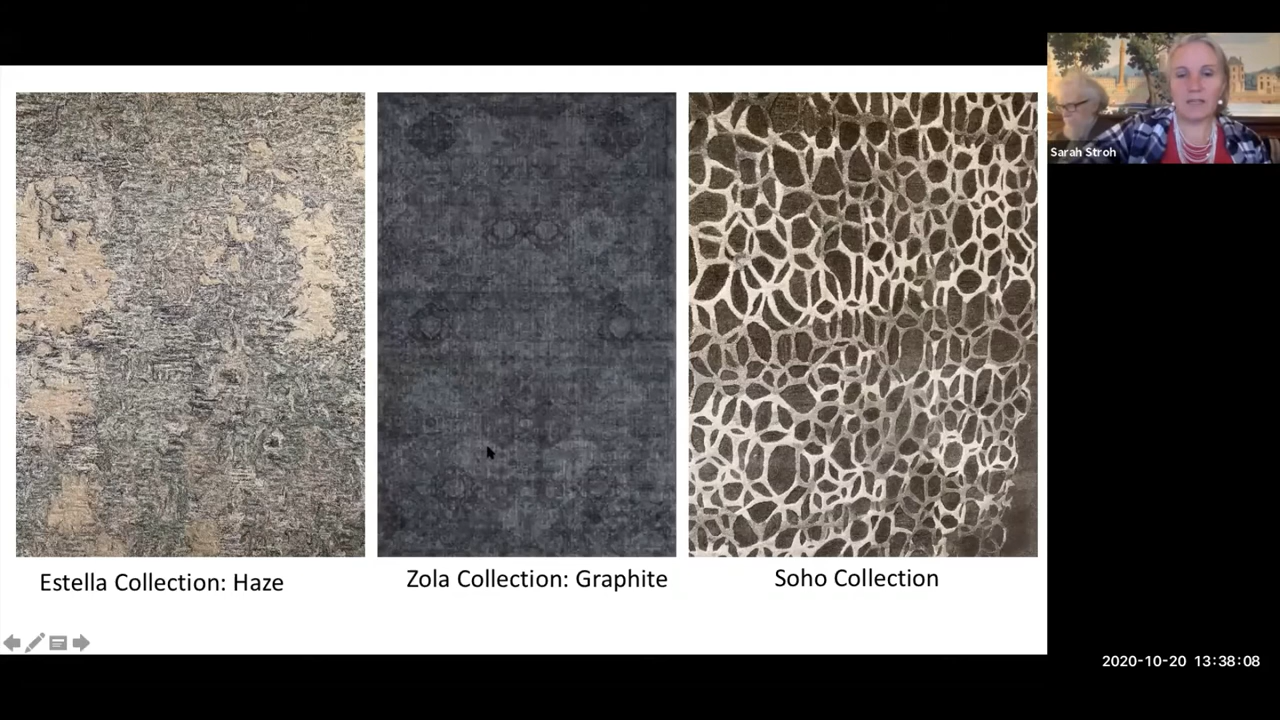 Sarah Stroh
Estella Collection: Haze
Zola Collection: Graphite
Soho Collection
2020-10-20 13:38:08